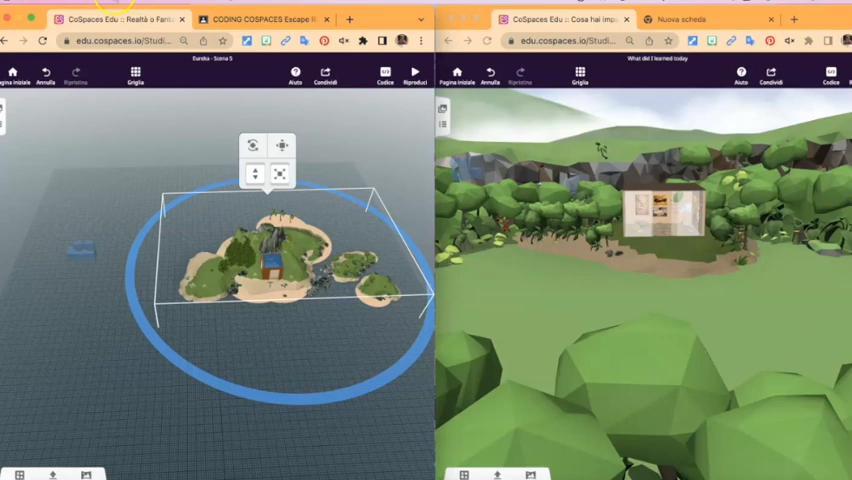 CoSpaces Edu :: Realtà o Fanta
CODING COSPACES Escape R
edu.cospaces.io/Studi...
Eureka - Scena 5
Pagina iniziale
Annulla
Ripristina
Griglia
Aiuto
Condividi
Codice
Riproduci
CoSpaces Edu :: Cosa hai imp
Nuova scheda
edu.cospaces.io/Studi...
What did I learned today
Pagina iniziale
Annulla
Ripristina
Griglia
Aiuto
Condividi
Codice
Riprod